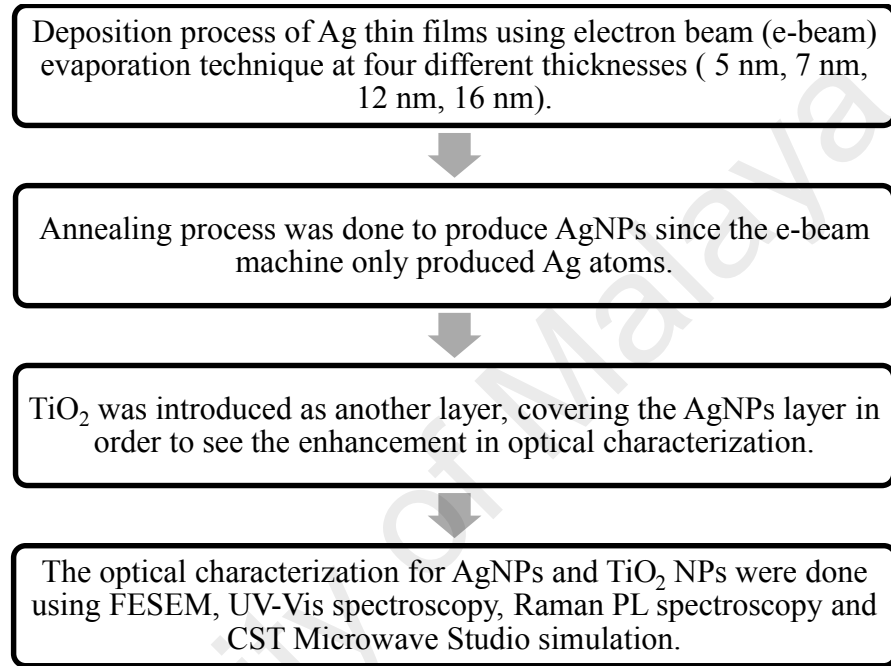 Deposition process of Ag thin films using electron beam (e-beam)
evaporation technique at four different thicknesses ( 5 nm, 7 nm,
12 nm, 16 nm).
Annealing process was done to produce AgNPs since the e-beam
machine only produced Ag atoms.
TiO₂ was introduced as another layer, covering the AgNPs layer in
order to see the enhancement in optical characterization.
The optical characterization for AgNPs and TiO₂ NPs were done
using FESEM, UV-Vis spectroscopy, Raman PL spectroscopy and
CST Microwave Studio simulation.
of Malaya